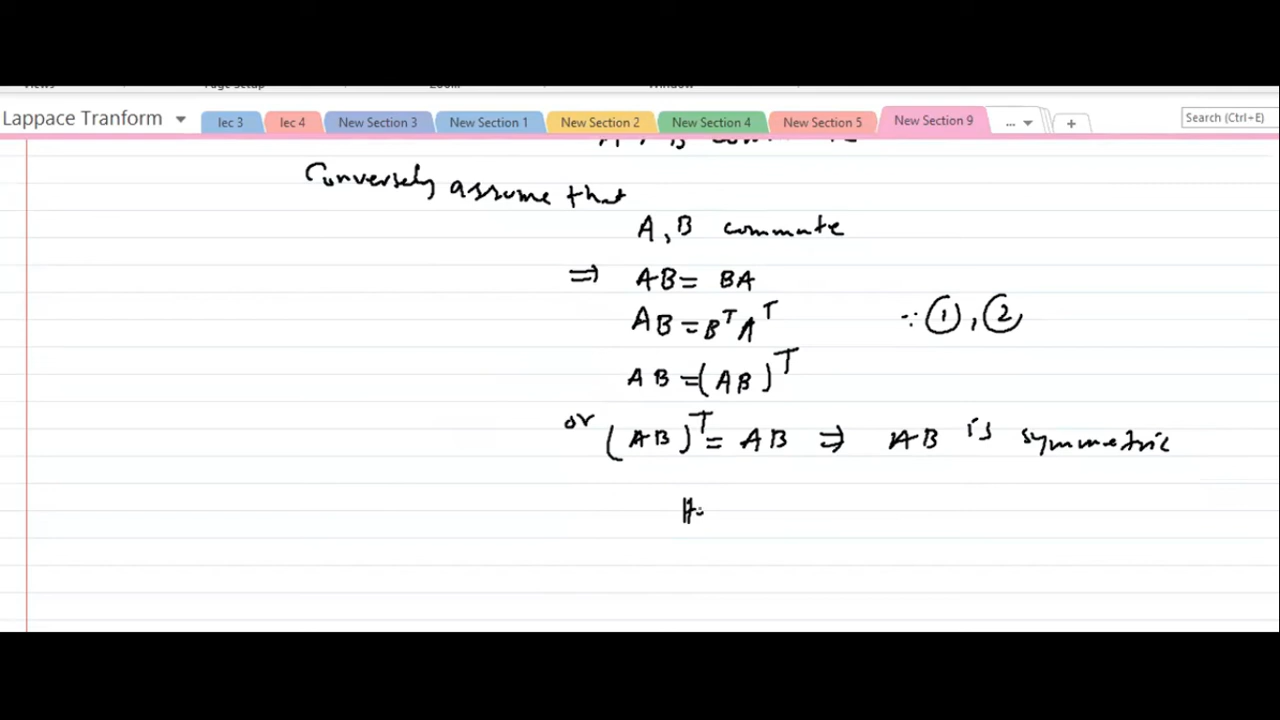 Lappace Tranform lec 3 lec 4 New Section 3 New Section 1 New Section 2 New Section 4 New Section 5 New Section 9 ... + Search (Ctrl+E)
Conversely assume that
A, B commute
⇒ AB = BA
AB = Bᵀ Aᵀ ∵ ①, ②
AB = (AB)ᵀ
or (AB)ᵀ = AB ⇒ AB is symmetric